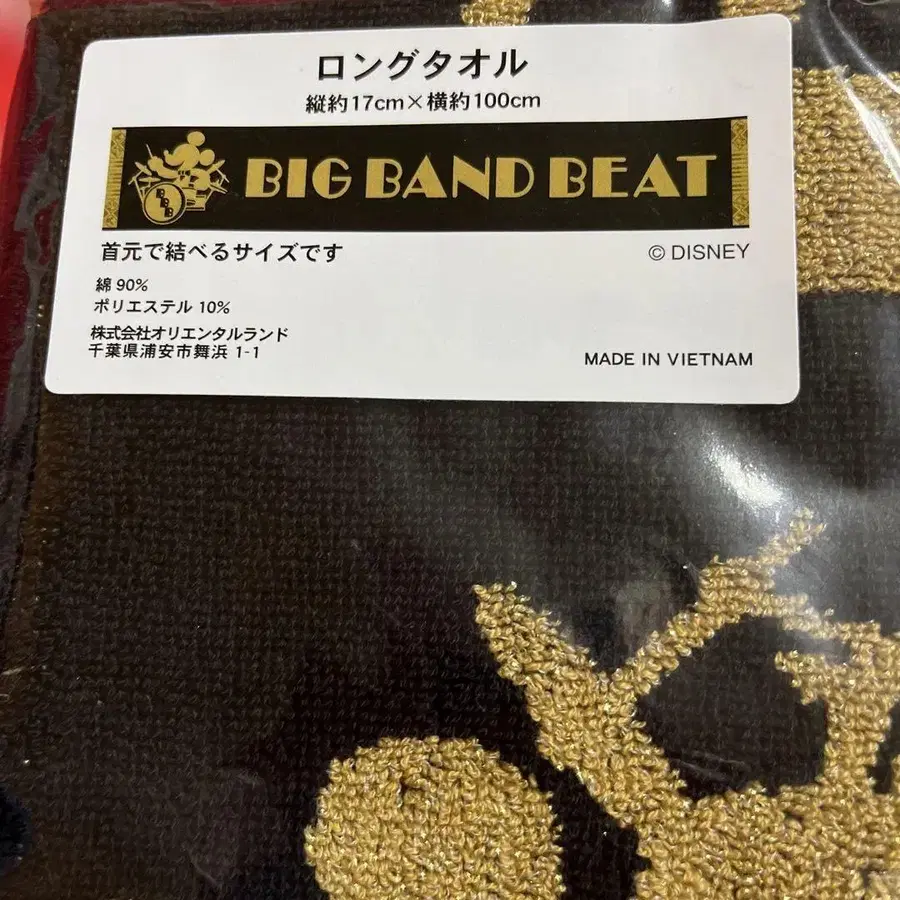 ロングタオル
縦約17cm×横約100cm
BBB
BIG BAND BEAT
首元で結べるサイズです
© DISNEY
綿 90%
ポリエステル 10%
株式会社オリエンタルランド
千葉県浦安市舞浜 1-1
MADE IN VIETNAM